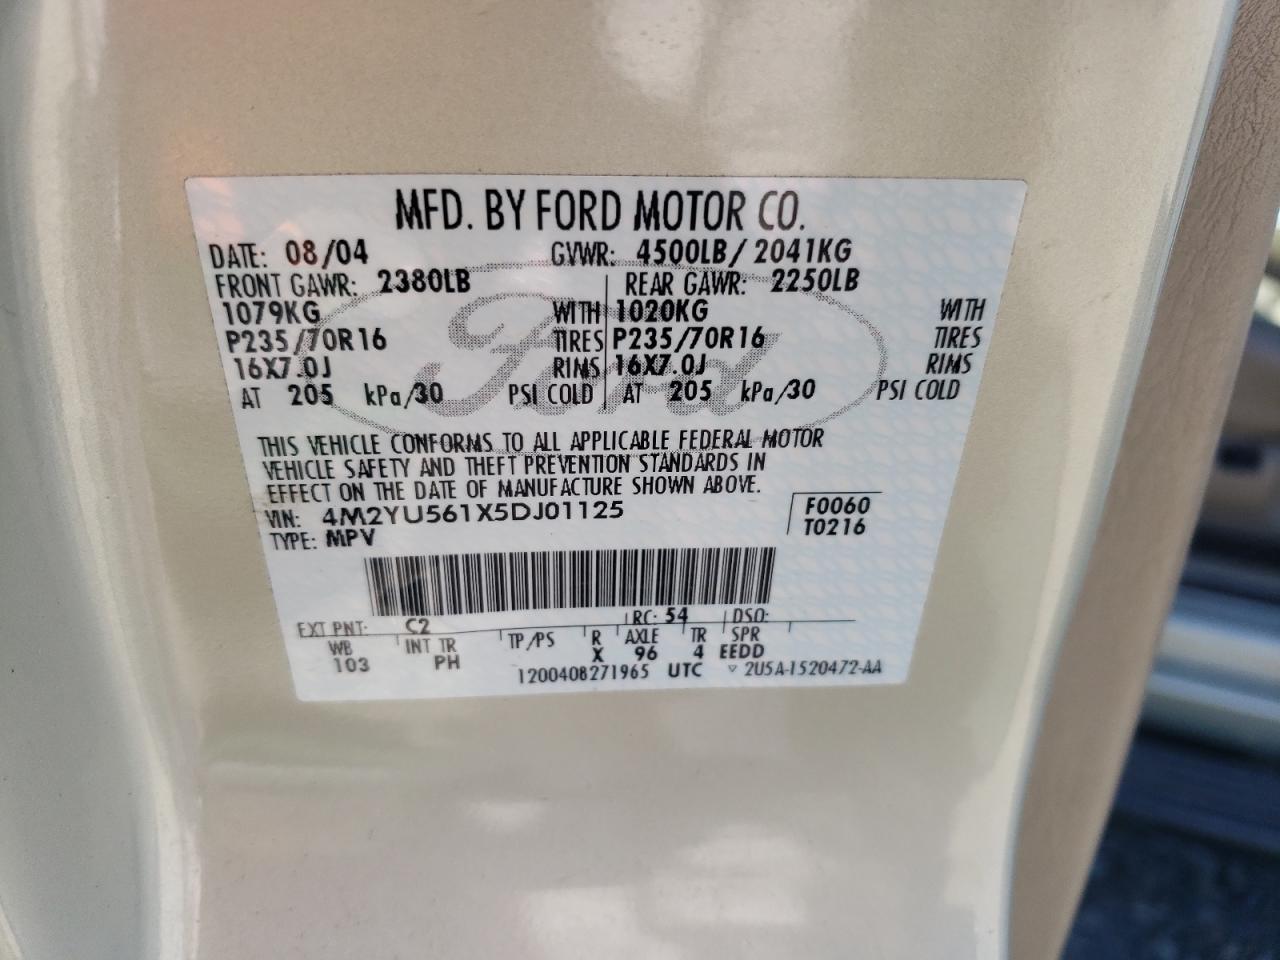 MFD. BY FORD MOTOR CO.
DATE: 08/04 GVWR: 4500LB/ 2041KG
FRONT GAWR: 2380LB REAR GAWR: 2250LB
1079KG WITH 1020KG WITH
P235/70R16 TIRES P235/70R16 TIRES
16X7.0J RIMS 16X7.0J RIMS
AT 205 kPa/30 PSI COLD AT 205 kPa/30 PSI COLD
Ford
THIS VEHICLE CONFORMS TO ALL APPLICABLE FEDERAL MOTOR
VEHICLE SAFETY AND THEFT PREVENTION STANDARDS IN
EFFECT ON THE DATE OF MANUFACTURE SHOWN ABOVE.
VIN: 4M2YU561X5DJ01125 F0060
TYPE: MPV T0216
EXT PNT: C2 RC: 54 DSO:
WB INT TR TP/PS R AXLE TR SPR
103 PH X 96 4 EEDD
1200408271965 UTC ▽ 2U5A-1520472-AA